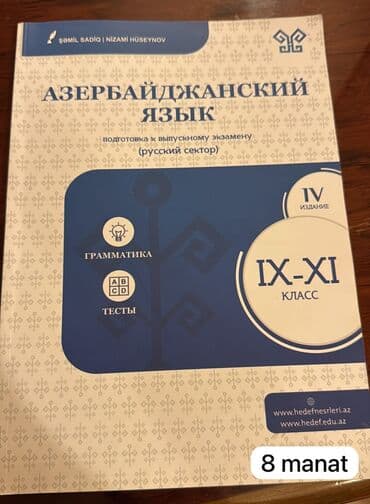 ŞƏMİL SADİQ | NİZAMİ HÜSEYNOV
АЗЕРБАЙДЖАНСКИЙ
ЯЗЫК
подготовка к выпускному экзамену
(русский сектор)
IV
ИЗДАНИЕ
ГРАММАТИКА
IX-XI
КЛАСС
A B
C D
ТЕСТЫ
www.hedefnesrleri.az
www.hedef.edu.az
8 manat